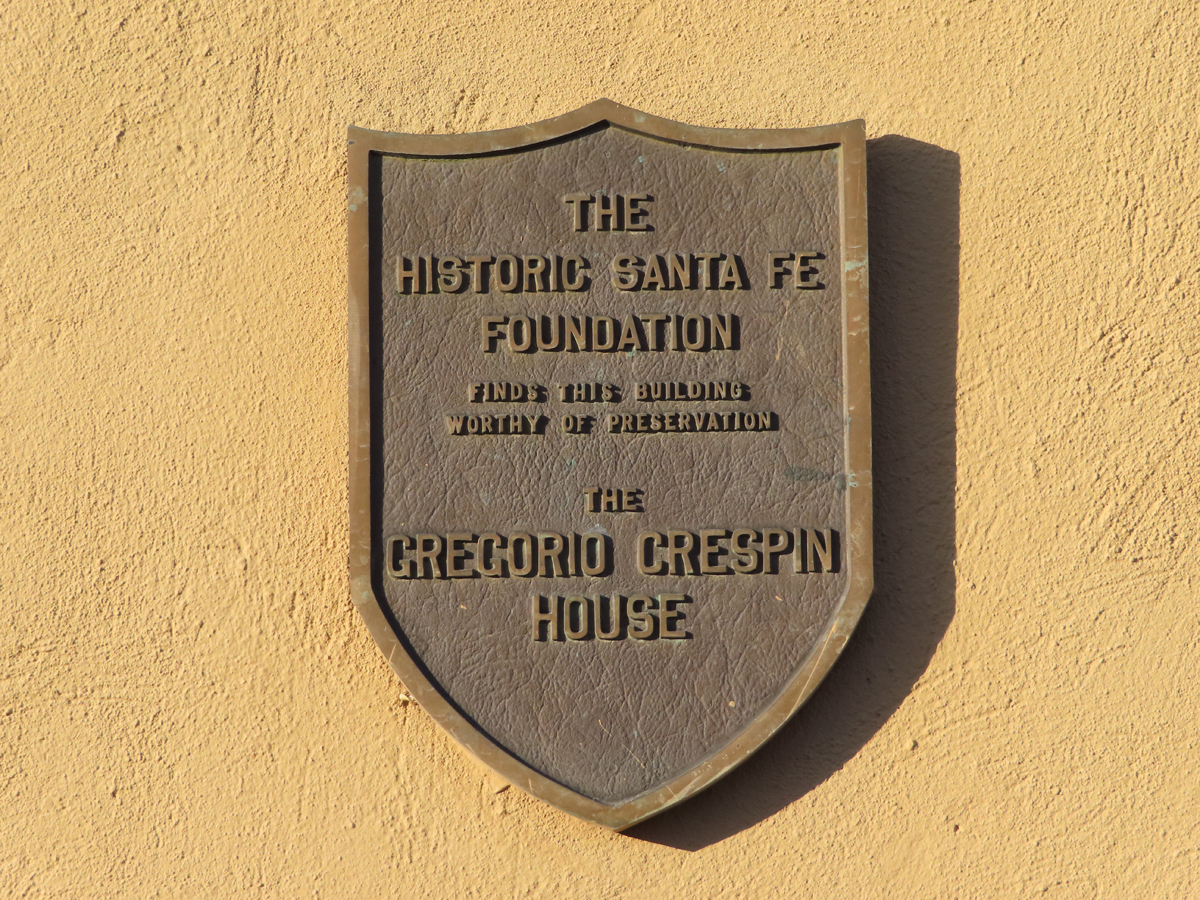 THE
HISTORIC SANTA FE
FOUNDATION
FINDS THIS BUILDING
WORTHY OF PRESERVATION
THE
GREGORIO CRESPIN
HOUSE